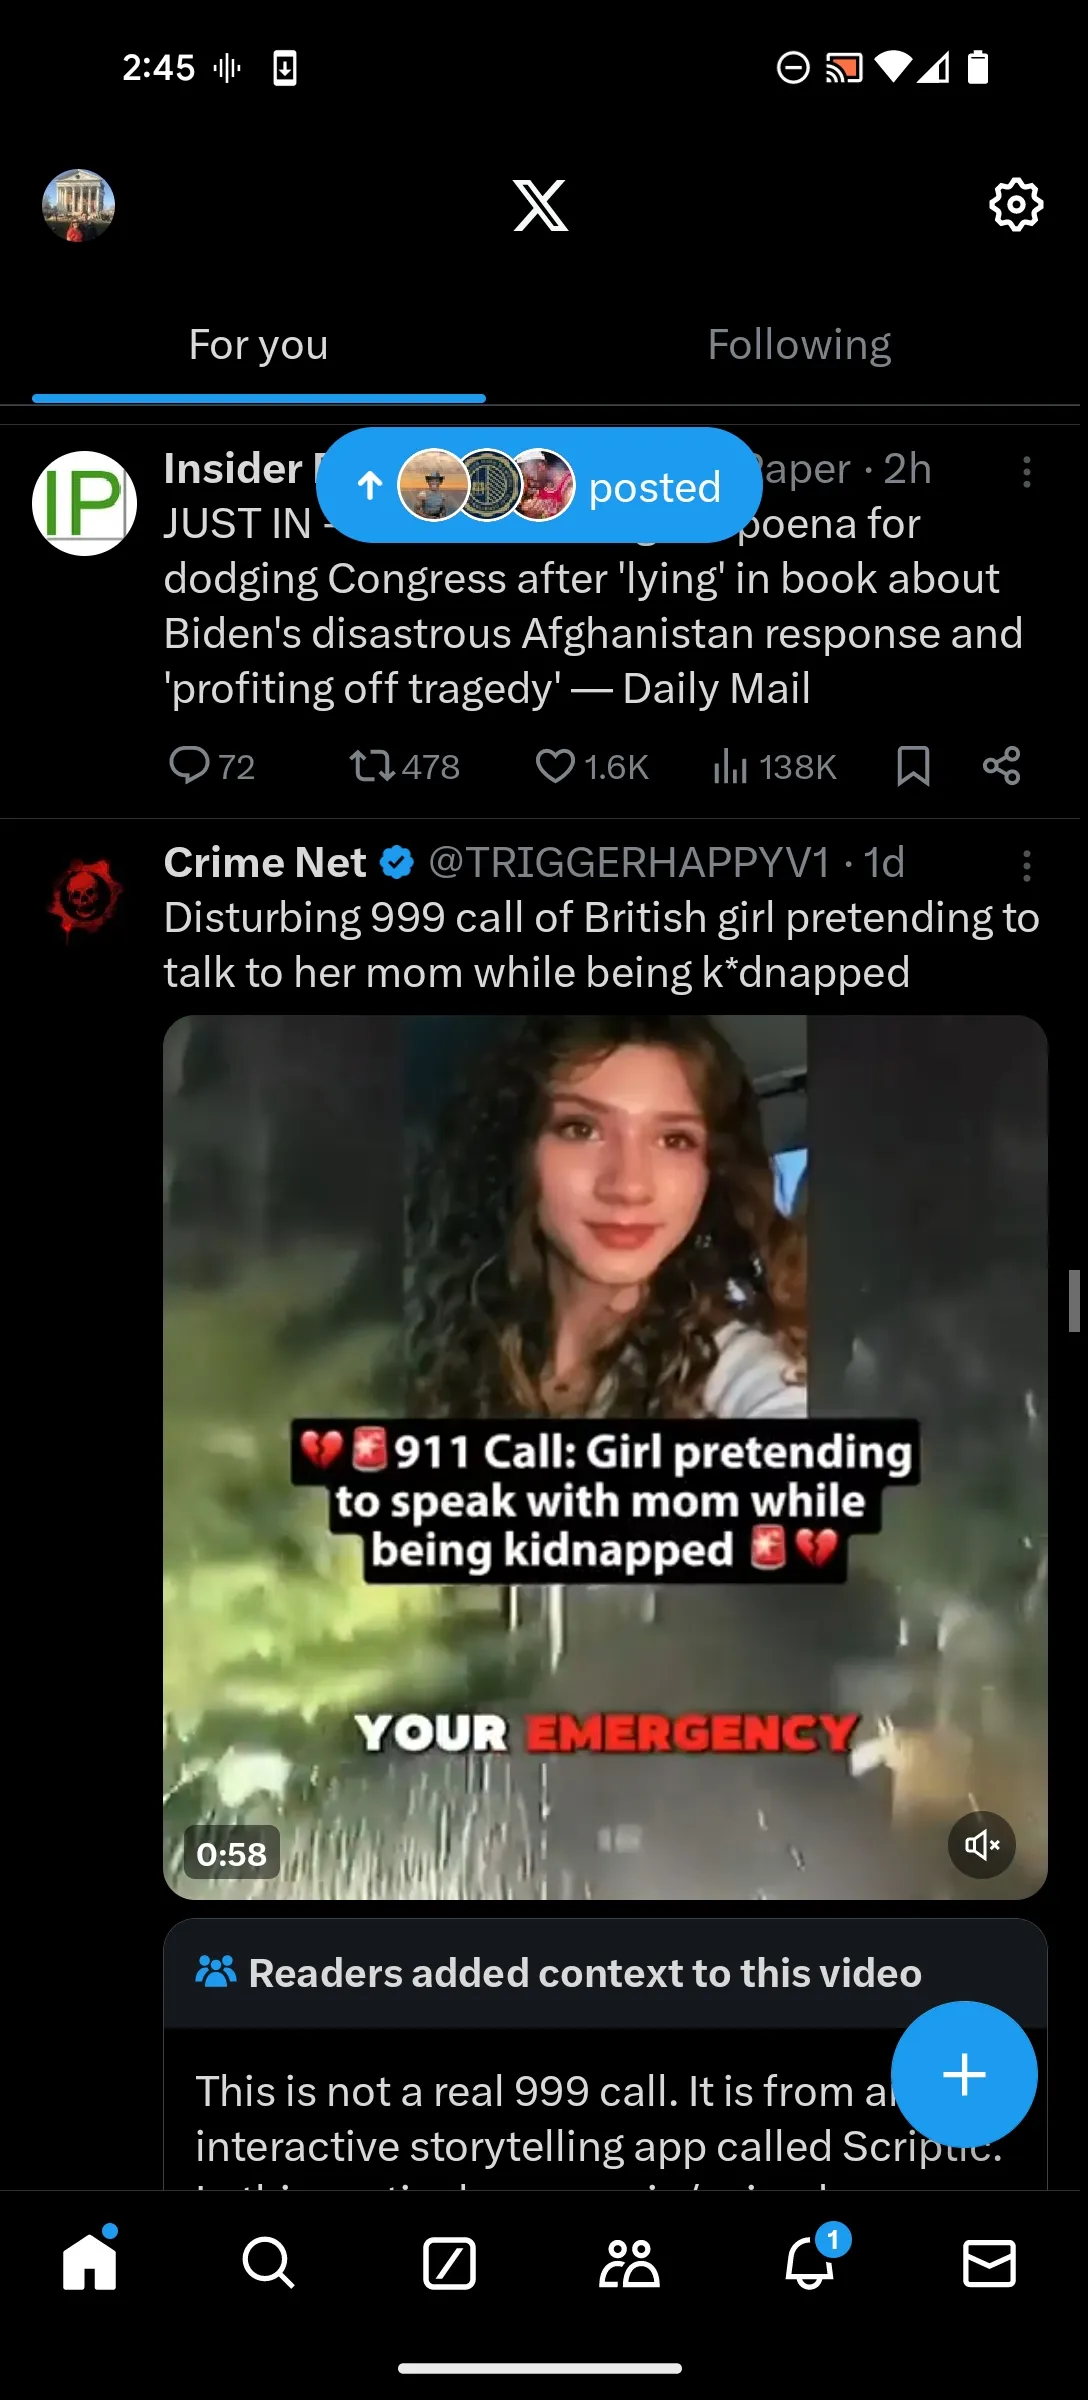 2:45
For you
Following
posted
IP
Insider
aper · 2h
JUST IN -
poena for
dodging Congress after 'lying' in book about
Biden's disastrous Afghanistan response and
'profiting off tragedy' — Daily Mail
72
478
1.6K
138K
Crime Net @TRIGGERHAPPYV1 · 1d
Disturbing 999 call of British girl pretending to
talk to her mom while being k*dnapped
💔🚨911 Call: Girl pretending
to speak with mom while
being kidnapped 🚨💔
YOUR EMERGENCY
0:58
Readers added context to this video
This is not a real 999 call. It is from a
interactive storytelling app called Scriptic.
1